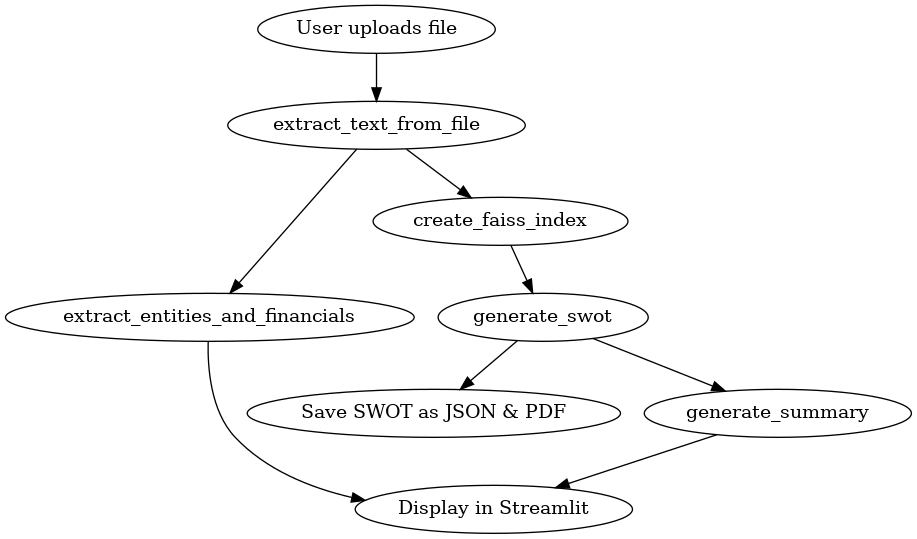 User uploads file
extract_text_from_file
create_faiss_index
extract_entities_and_financials
generate_swot
Save SWOT as JSON & PDF
generate_summary
Display in Streamlit